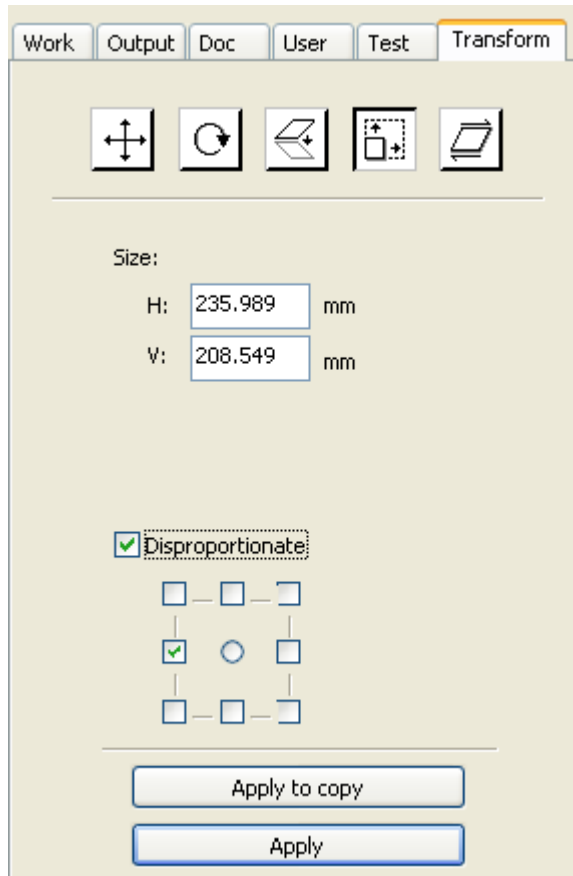 Work Output Doc User Test Transform
Size:
H: 235.989 mm
V: 208.549 mm
Disproportionate
Apply to copy
Apply